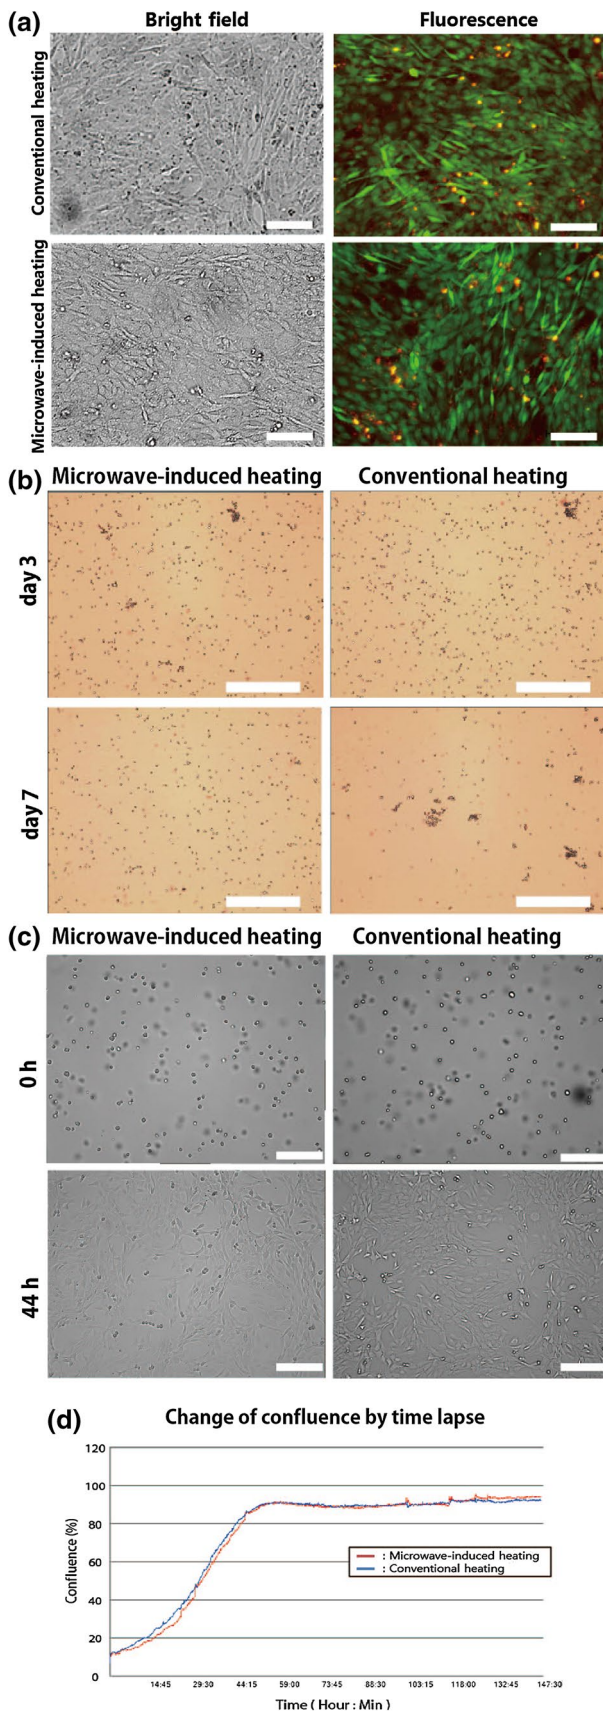 (a)
Bright field
Fluorescence
Conventional heating
Microwave-induced heating
(b)
Microwave-induced heating
Conventional heating
day 3
day 7
(c)
Microwave-induced heating
Conventional heating
0 h
44 h
(d)
Change of confluence by time lapse
120
100
80
60
40
20
0
Confluence (%)
: Microwave-induced heating
: Conventional heating
14:45
29:30
44:15
59:00
73:45
88:30
103:15
118:00
132:45
147:30
Time ( Hour : Min )